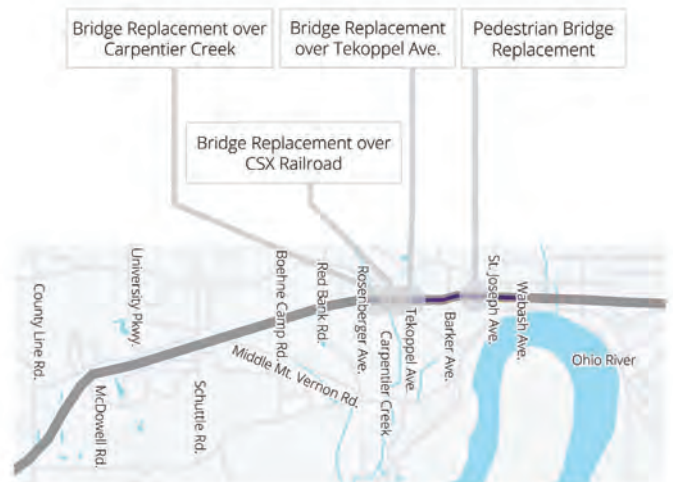 Bridge Replacement over
Carpentier Creek
Bridge Replacement
over Tekoppel Ave.
Pedestrian Bridge
Replacement
Bridge Replacement over
CSX Railroad
County Line Rd.
University Pkwy.
McDowell Rd.
Schuttle Rd.
Boehne Camp Rd.
Red Bank Rd.
Middle Mt. Vernon Rd.
Rosenberger Ave.
Carpentier Creek
Tekoppel Ave.
Barker Ave.
St. Joseph Ave.
Wabash Ave.
Ohio River